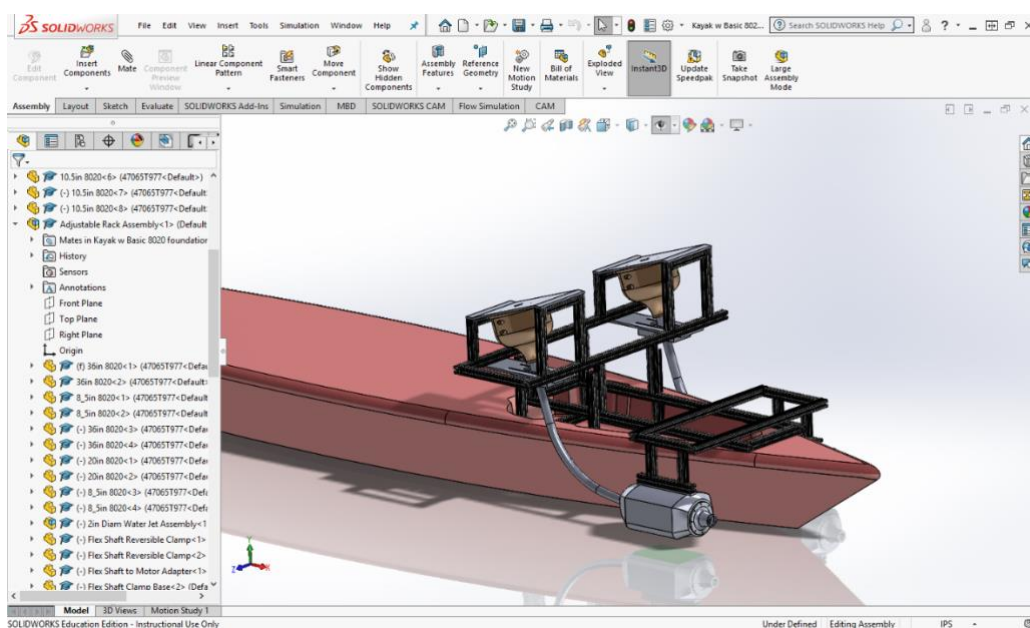 SOLIDWORKS File Edit View Insert Tools Simulation Window Help Kayak w Basic 802... Search SOLIDWORKS Help
Edit Component
Insert Components
Mate
Component Preview Window
Linear Component Pattern
Smart Fasteners
Move Component
Show Hidden Components
Assembly Features
Reference Geometry
New Motion Study
Bill of Materials
Exploded View
Instant3D
Update Speedpak
Take Snapshot
Large Assembly Mode
Assembly Layout Sketch Evaluate SOLIDWORKS Add-Ins Simulation MBD SOLIDWORKS CAM Flow Simulation CAM
10.5in 8020<6> (47065T977<Default>)
(-) 10.5in 8020<7> (47065T977<Default
(-) 10.5in 8020<8> (47065T977<Default
Adjustable Rack Assembly<1> (Default
Mates in Kayak w Basic 8020 foundation
History
Sensors
Annotations
Front Plane
Top Plane
Right Plane
Origin
(f) 36in 8020<1> (47065T977<Defau
36in 8020<2> (47065T977<Default>
8_5in 8020<1> (47065T977<Default
8_5in 8020<2> (47065T977<Default
(-) 36in 8020<3> (47065T977<Defau
(-) 36in 8020<4> (47065T977<Defau
(-) 20in 8020<1> (47065T977<Defau
(-) 20in 8020<2> (47065T977<Defau
(-) 8_5in 8020<3> (47065T977<Defa
(-) 8_5in 8020<4> (47065T977<Defa
(-) 2in Diam Water Jet Assembly<1
(-) Flex Shaft Reversible Clamp<1>
(-) Flex Shaft Reversible Clamp<2>
(-) Flex Shaft to Motor Adapter<1>
(-) Flex Shaft Clamp Base<2> (Defa
Model 3D Views Motion Study 1
SOLIDWORKS Education Edition - Instructional Use Only Under Defined Editing Assembly IPS